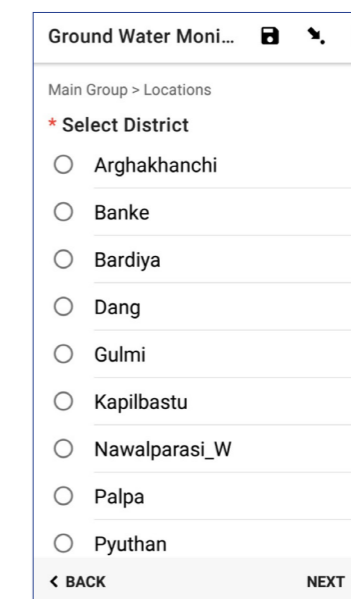 Ground Water Moni...
Main Group > Locations
* Select District
Arghakhanchi
Banke
Bardiya
Dang
Gulmi
Kapilbastu
Nawalparasi_W
Palpa
Pyuthan
< BACK NEXT